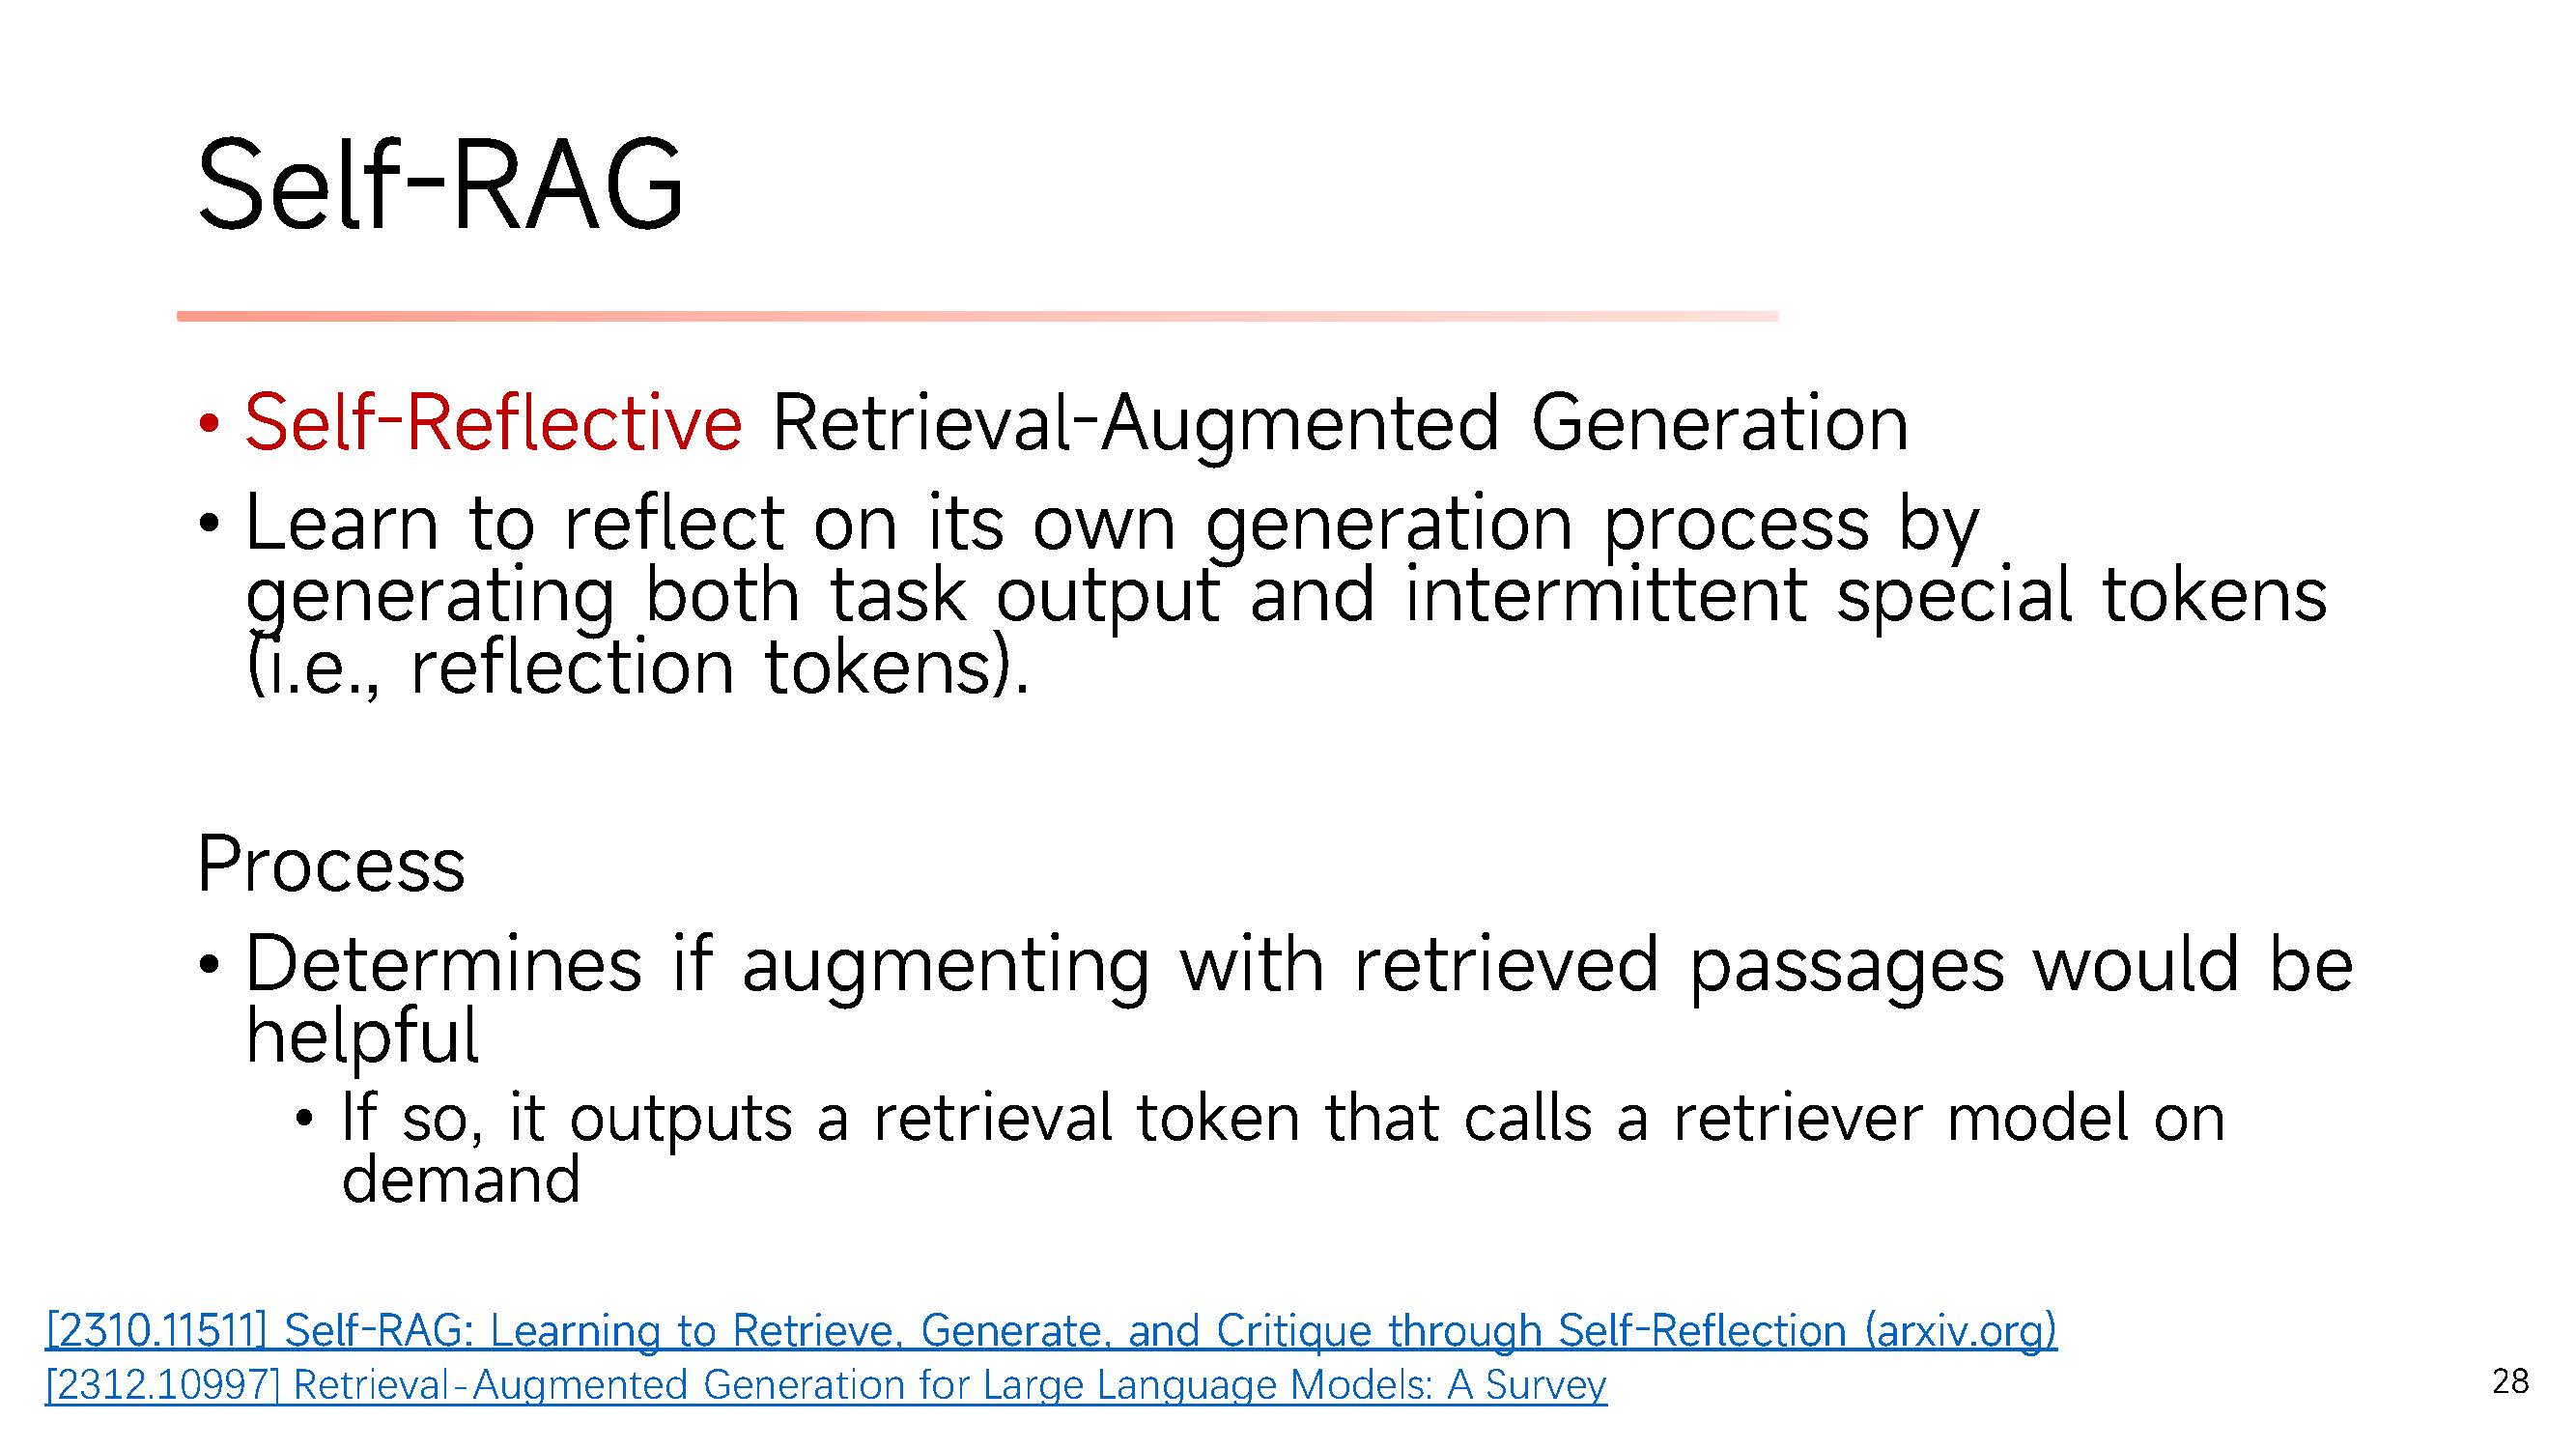 Self-RAG
• Self-Reflective Retrieval-Augmented Generation
• Learn to reflect on its own generation process by
generating both task output and intermittent special tokens
(i.e., reflection tokens).
Process
• Determines if augmenting with retrieved passages would be
helpful
• If so, it outputs a retrieval token that calls a retriever model on
demand
[2310.11511] Self-RAG: Learning to Retrieve, Generate, and Critique through Self-Reflection (arxiv.org)
[2312.10997] Retrieval-Augmented Generation for Large Language Models: A Survey
28